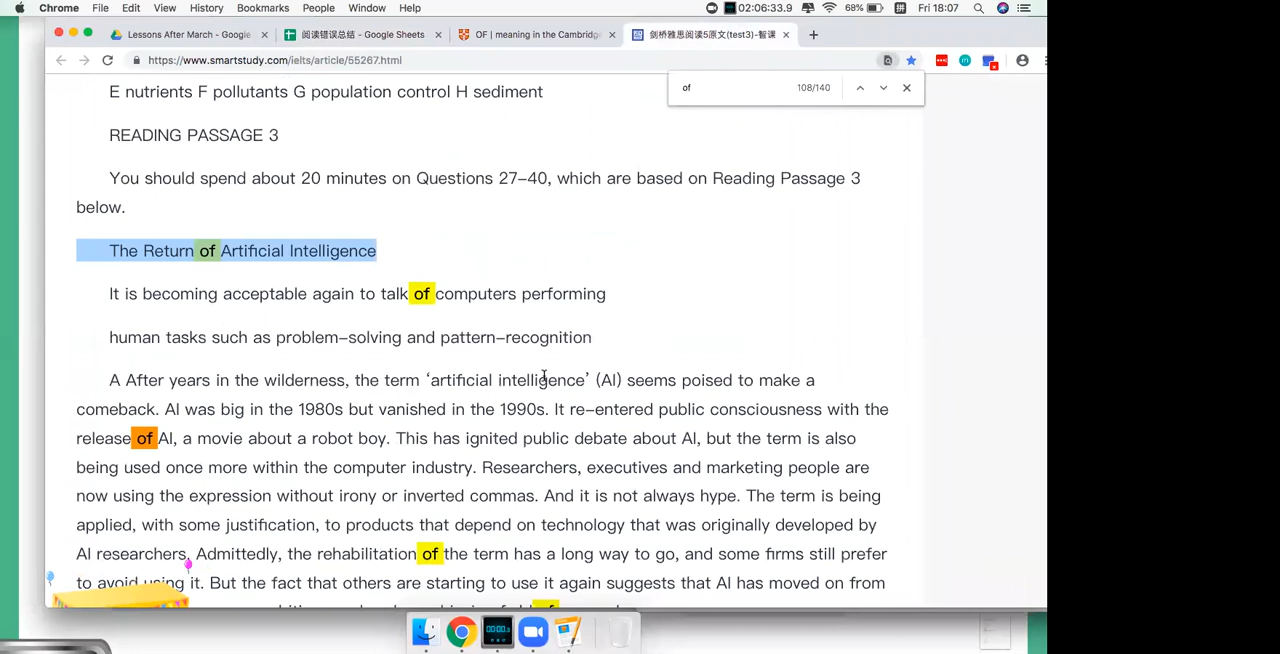 Chrome File Edit View History Bookmarks People Window Help 02:06:33.9 68% Fri 18:07
Lessons After March - Google
阅读错误总结 - Google Sheets
OF | meaning in the Cambridge
剑桥雅思阅读5原文(test3)-智课
https://www.smartstudy.com/ielts/article/55267.html
of 108/140
E nutrients F pollutants G population control H sediment
READING PASSAGE 3
You should spend about 20 minutes on Questions 27–40, which are based on Reading Passage 3
below.
The Return of Artificial Intelligence
It is becoming acceptable again to talk of computers performing
human tasks such as problem–solving and pattern–recognition
A After years in the wilderness, the term ‘artificial intelligence’ (AI) seems poised to make a
comeback. AI was big in the 1980s but vanished in the 1990s. It re–entered public consciousness with the
release of AI, a movie about a robot boy. This has ignited public debate about AI, but the term is also
being used once more within the computer industry. Researchers, executives and marketing people are
now using the expression without irony or inverted commas. And it is not always hype. The term is being
applied, with some justification, to products that depend on technology that was originally developed by
AI researchers. Admittedly, the rehabilitation of the term has a long way to go, and some firms still prefer
to avoid using it. But the fact that others are starting to use it again suggests that AI has moved on from